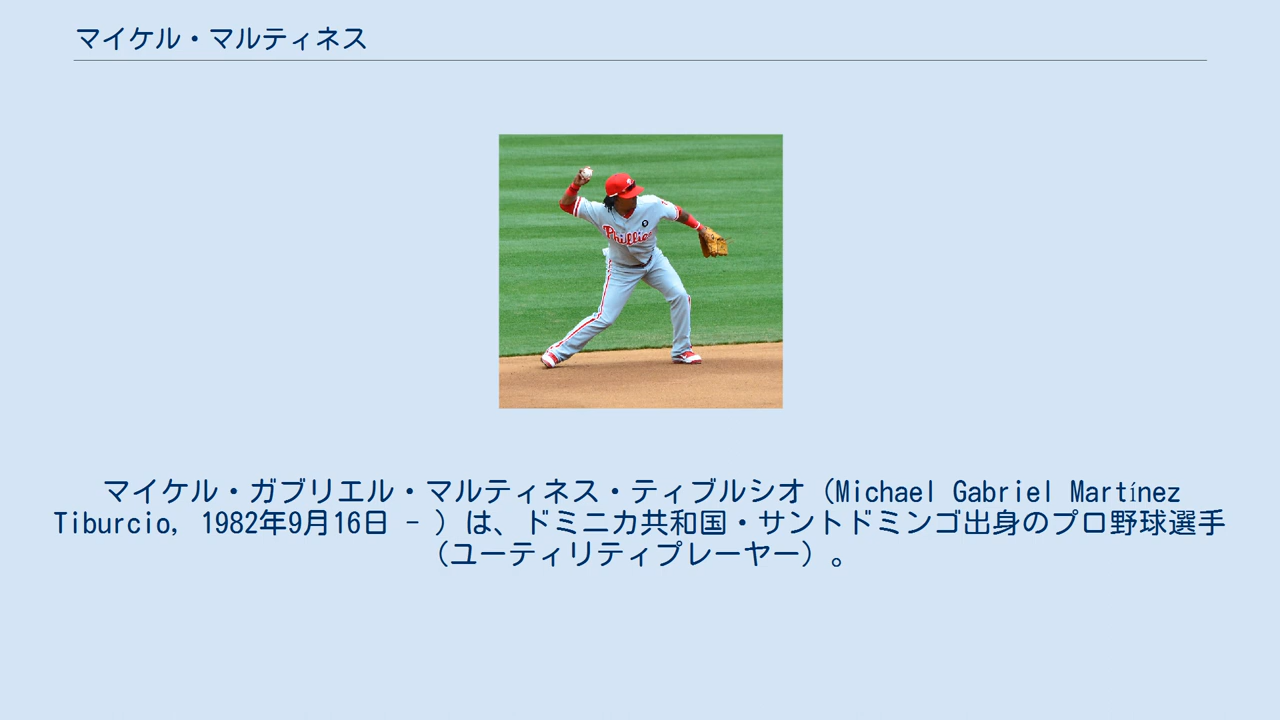 マイケル・マルティネス
Phillies
マイケル・ガブリエル・マルティネス・ティブルシオ（Michael Gabriel Martínez
Tiburcio, 1982年9月16日 - ）は、ドミニカ共和国・サントドミンゴ出身のプロ野球選手
（ユーティリティプレーヤー）。